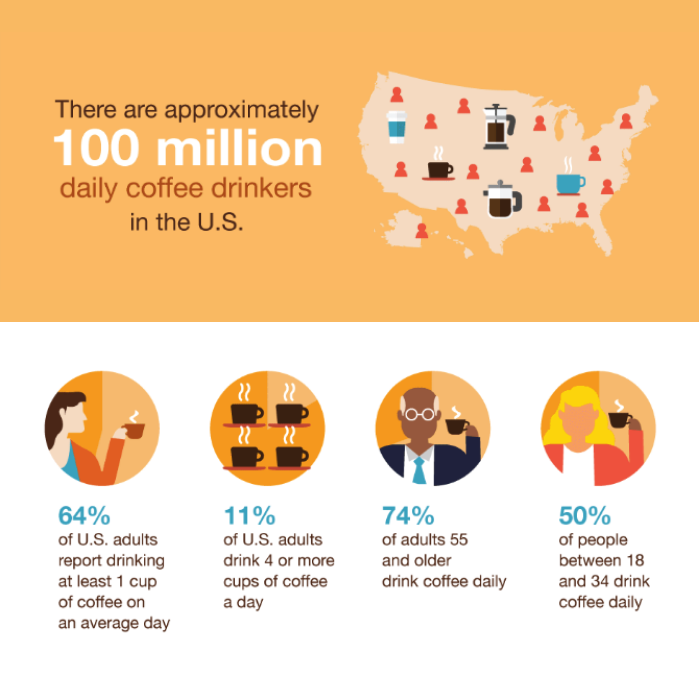 There are approximately
100 million
daily coffee drinkers
in the U.S.
64%
of U.S. adults
report drinking
at least 1 cup
of coffee on
an average day
11%
of U.S. adults
drink 4 or more
cups of coffee
a day
74%
of adults 55
and older
drink coffee daily
50%
of people
between 18
and 34 drink
coffee daily